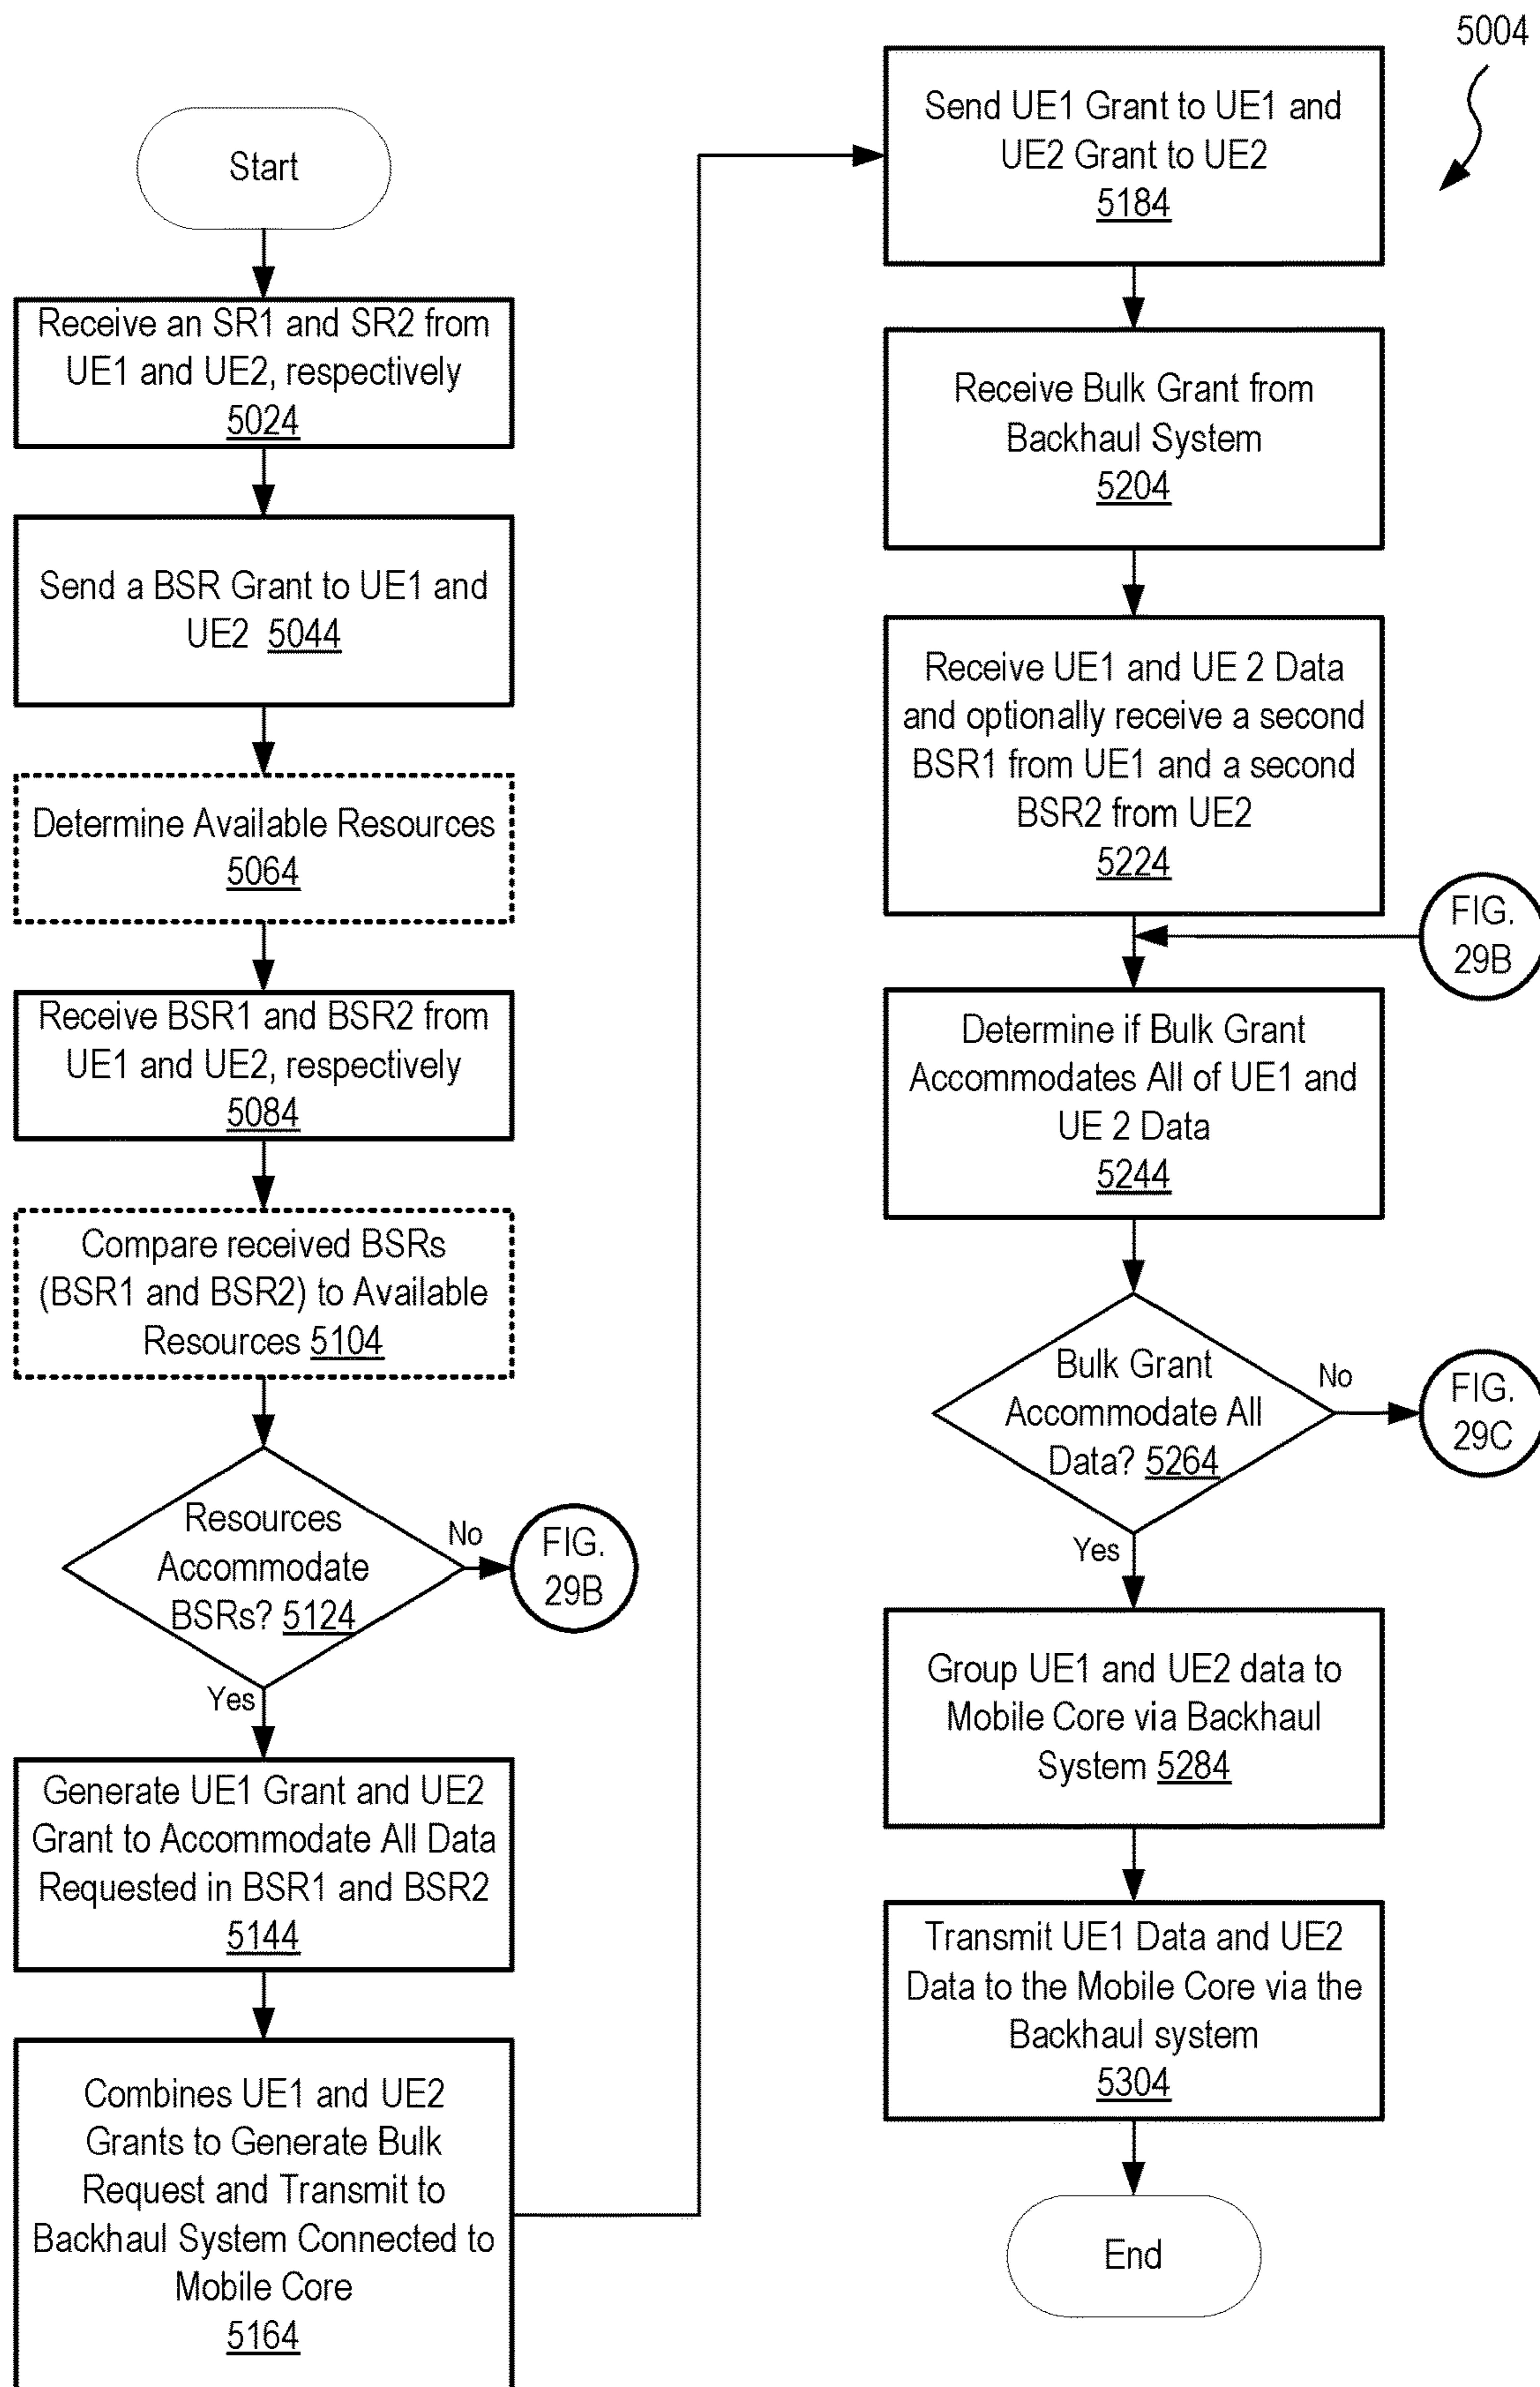 Start
Receive an SR1 and SR2 from
UE1 and UE2, respectively
5024
Send a BSR Grant to UE1 and
UE2 5044
Determine Available Resources
5064
Receive BSR1 and BSR2 from
UE1 and UE2, respectively
5084
Compare received BSRs
(BSR1 and BSR2) to Available
Resources 5104
Resources
Accommodate
BSRs? 5124
No
FIG.
29B
Yes
Generate UE1 Grant and UE2
Grant to Accommodate All Data
Requested in BSR1 and BSR2
5144
Combines UE1 and UE2
Grants to Generate Bulk
Request and Transmit to
Backhaul System Connected to
Mobile Core
5164
5004
Send UE1 Grant to UE1 and
UE2 Grant to UE2
5184
Receive Bulk Grant from
Backhaul System
5204
Receive UE1 and UE 2 Data
and optionally receive a second
BSR1 from UE1 and a second
BSR2 from UE2
5224
FIG.
29B
Determine if Bulk Grant
Accommodates All of UE1 and
UE 2 Data
5244
Bulk Grant
Accommodate All
Data? 5264
No
FIG.
29C
Yes
Group UE1 and UE2 data to
Mobile Core via Backhaul
System 5284
Transmit UE1 Data and UE2
Data to the Mobile Core via the
Backhaul system
5304
End